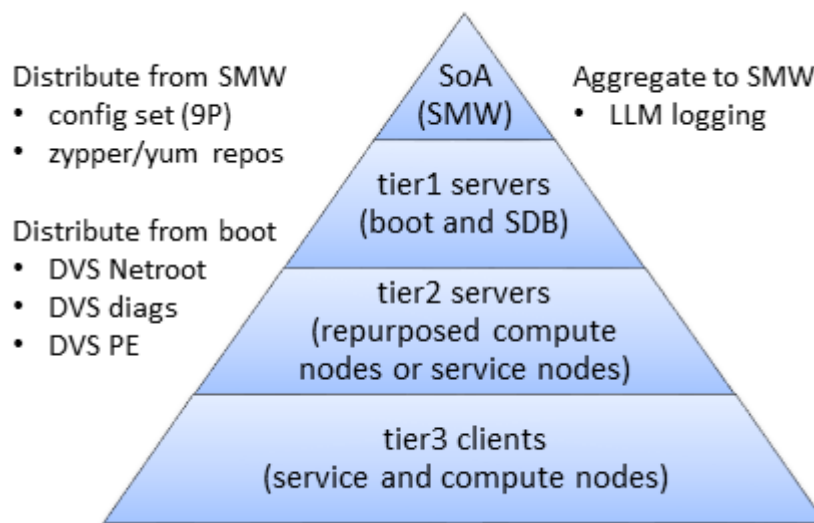 Distribute from SMW
• config set (9P)
• zypper/yum repos
Distribute from boot
• DVS Netroot
• DVS diags
• DVS PE
SoA
(SMW)
tier1 servers
(boot and SDB)
tier2 servers
(repurposed compute
nodes or service nodes)
tier3 clients
(service and compute nodes)
Aggregate to SMW
• LLM logging